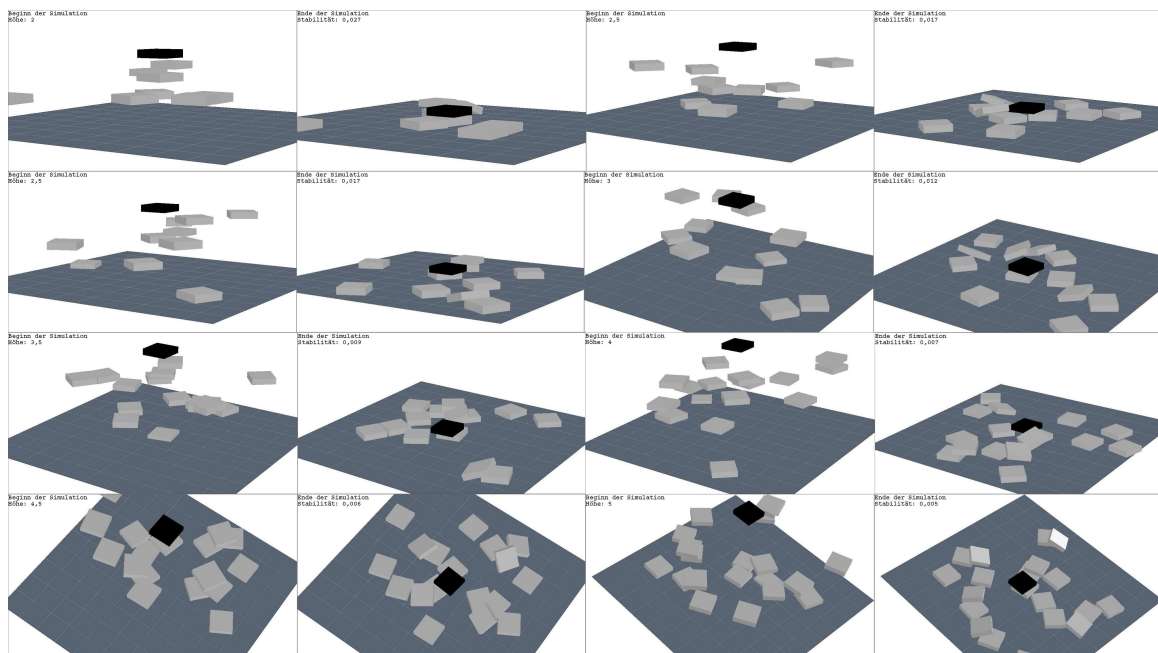 Beginn der Simulation
Höhe: 2
Ende der Simulation
Stabilität: 0,027
Beginn der Simulation
Höhe: 2,5
Ende der Simulation
Stabilität: 0,017
Beginn der Simulation
Höhe: 2,5
Ende der Simulation
Stabilität: 0,017
Beginn der Simulation
Höhe: 3
Ende der Simulation
Stabilität: 0,012
Beginn der Simulation
Höhe: 3,5
Ende der Simulation
Stabilität: 0,009
Beginn der Simulation
Höhe: 4
Ende der Simulation
Stabilität: 0,007
Beginn der Simulation
Höhe: 4,5
Ende der Simulation
Stabilität: 0,006
Beginn der Simulation
Höhe: 5
Ende der Simulation
Stabilität: 0,005